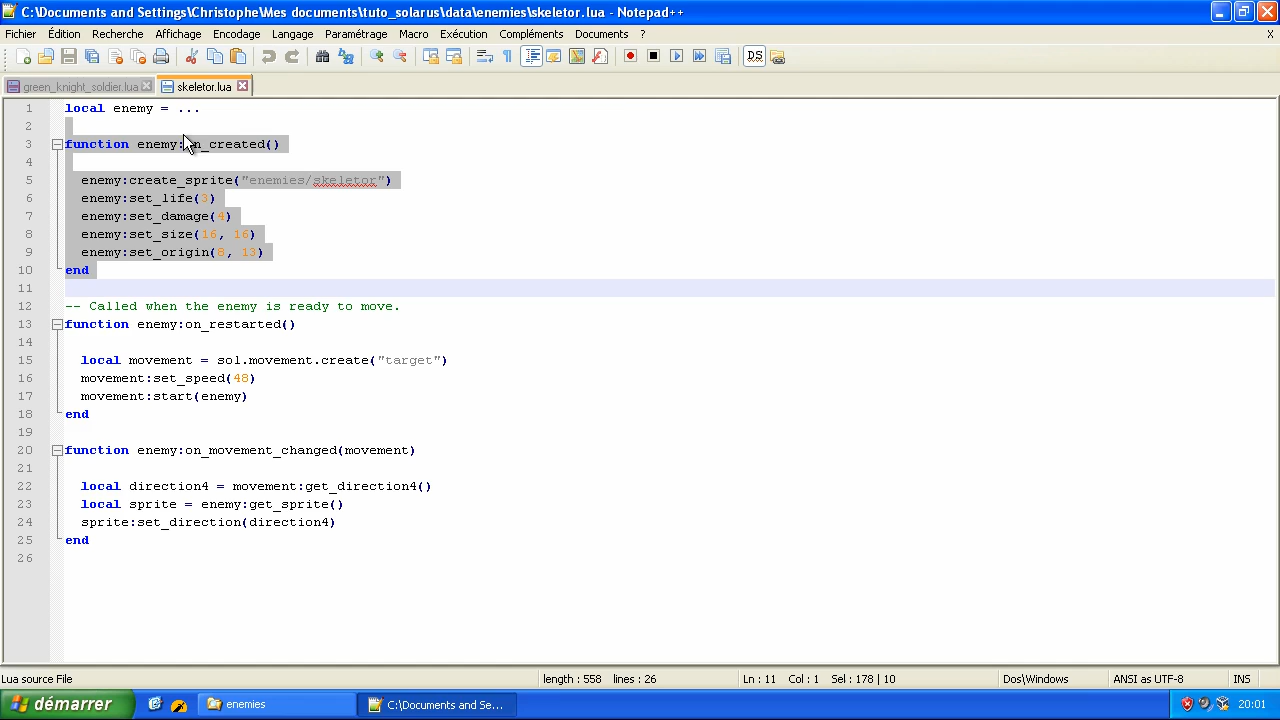 C:\Documents and Settings\Christophe\Mes documents\tuto_solarus\data\enemies\skeletor.lua - Notepad++
Fichier Édition Recherche Affichage Encodage Langage Paramétrage Macro Exécution Compléments Documents ? X
green_knight_soldier.lua skeletor.lua
1 local enemy = ...
2
3 function enemy:on_created()
4
5 enemy:create_sprite("enemies/skeletor")
6 enemy:set_life(3)
7 enemy:set_damage(4)
8 enemy:set_size(16, 16)
9 enemy:set_origin(8, 13)
10 end
11
12 -- Called when the enemy is ready to move.
13 function enemy:on_restarted()
14
15 local movement = sol.movement.create("target")
16 movement:set_speed(48)
17 movement:start(enemy)
18 end
19
20 function enemy:on_movement_changed(movement)
21
22 local direction4 = movement:get_direction4()
23 local sprite = enemy:get_sprite()
24 sprite:set_direction(direction4)
25 end
26
Lua source File length : 558 lines : 26 Ln : 11 Col : 1 Sel : 178 | 10 Dos\Windows ANSI as UTF-8 INS
démarrer enemies C:\Documents and Se... 20:01